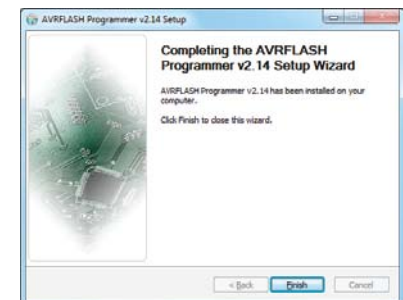 AVRFLASH Programmer v2.14 Setup
Completing the AVRFLASH
Programmer v2.14 Setup Wizard
AVRFLASH Programmer v2.14 has been installed on your
computer.
Click Finish to close this wizard.
< Back
Finish
Cancel